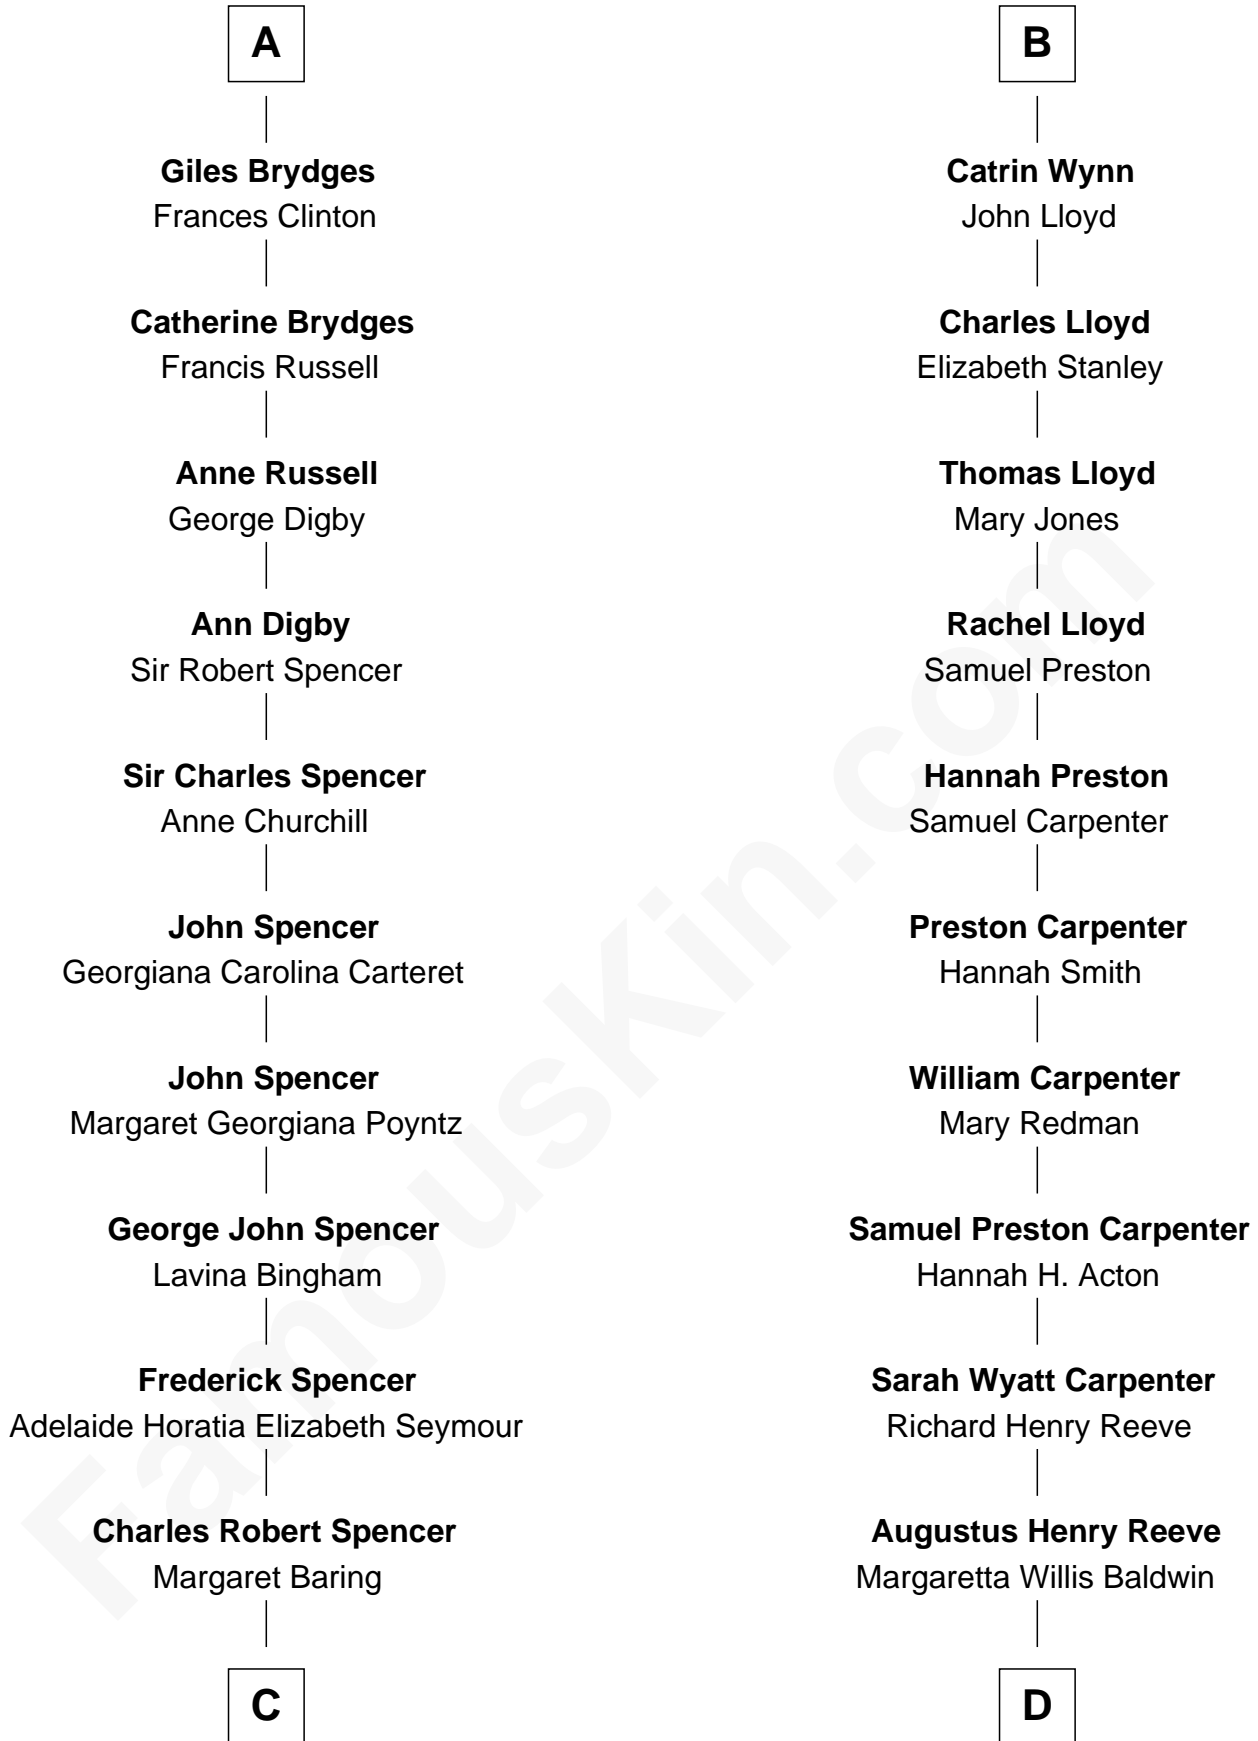 A
Giles Brydges
Frances Clinton
Catherine Brydges
Francis Russell
Anne Russell
George Digby
Ann Digby
Sir Robert Spencer
Sir Charles Spencer
Anne Churchill
John Spencer
Georgiana Carolina Carteret
John Spencer
Margaret Georgiana Poyntz
George John Spencer
Lavina Bingham
Frederick Spencer
Adelaide Horatia Elizabeth Seymour
Charles Robert Spencer
Margaret Baring
C
B
Catrin Wynn
John Lloyd
Charles Lloyd
Elizabeth Stanley
Thomas Lloyd
Mary Jones
Rachel Lloyd
Samuel Preston
Hannah Preston
Samuel Carpenter
Preston Carpenter
Hannah Smith
William Carpenter
Mary Redman
Samuel Preston Carpenter
Hannah H. Acton
Sarah Wyatt Carpenter
Richard Henry Reeve
Augustus Henry Reeve
Margaretta Willis Baldwin
D
FamousKin.com